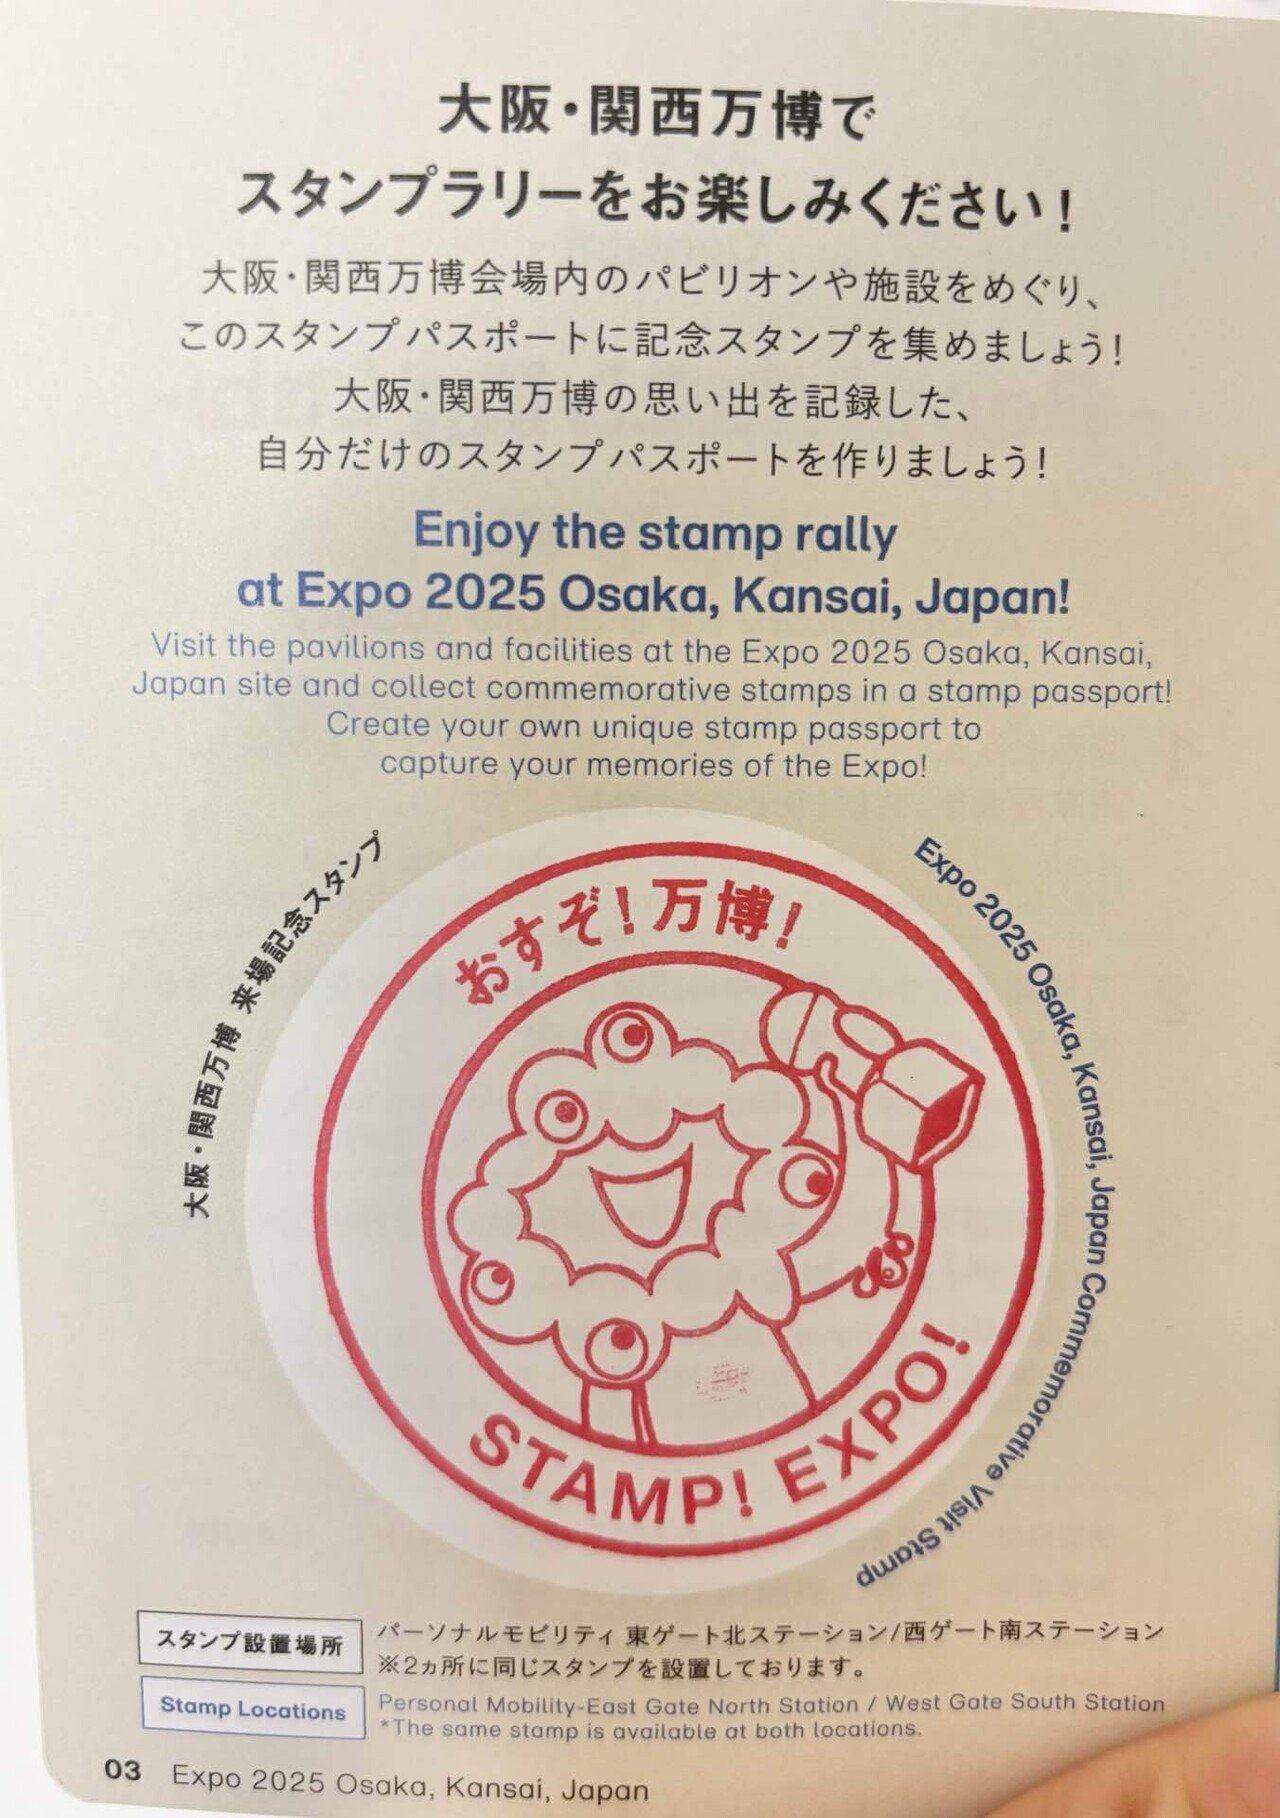 大阪・関西万博で
スタンプラリーをお楽しみください！
大阪・関西万博会場内のパビリオンや施設をめぐり、
このスタンプパスポートに記念スタンプを集めましょう！
大阪・関西万博の思い出を記録した、
自分だけのスタンプパスポートを作りましょう！
Enjoy the stamp rally
at Expo 2025 Osaka, Kansai, Japan!
Visit the pavilions and facilities at the Expo 2025 Osaka, Kansai,
Japan site and collect commemorative stamps in a stamp passport!
Create your own unique stamp passport to
capture your memories of the Expo!
大阪・関西万博 来場記念スタンプ
Expo 2025 Osaka, Kansai, Japan Commemorative Visit Stamp
おすぞ！万博！
STAMP! EXPO!
スタンプ設置場所
パーソナルモビリティ 東ゲート北ステーション/西ゲート南ステーション
※2ヵ所に同じスタンプを設置しております。
Stamp Locations
Personal Mobility-East Gate North Station / West Gate South Station
*The same stamp is available at both locations.
03 Expo 2025 Osaka, Kansai, Japan